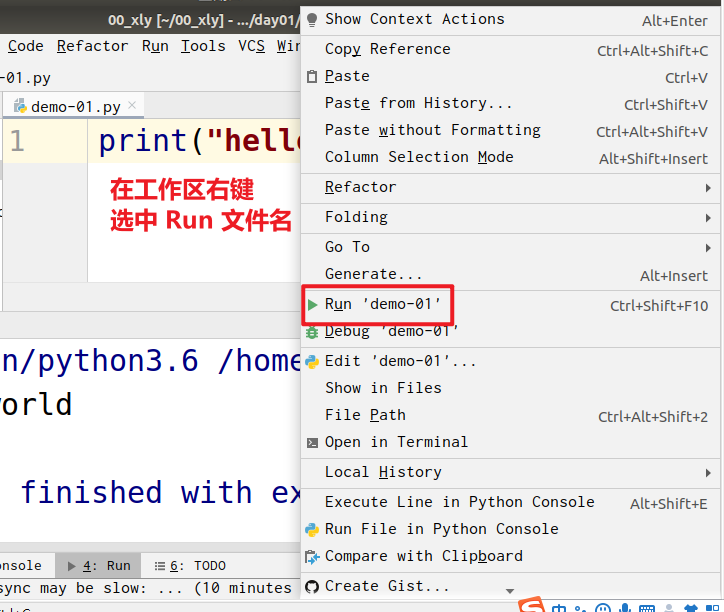 00_xly [~/00_xly] - .../day01/
Code Refactor Run Tools VCS Win
-01.py
demo-01.py ×
1 print("hello
在工作区右键
选中 Run 文件名
n/python3.6 /home
world
finished with ex
onsole 4: Run 6: TODO
sync may be slow: ... (10 minutes
Show Context Actions Alt+Enter
Copy Reference Ctrl+Alt+Shift+C
Paste Ctrl+V
Paste from History... Ctrl+Shift+V
Paste without Formatting Ctrl+Alt+Shift+V
Column Selection Mode Alt+Shift+Insert
Refactor
Folding
Go To
Generate... Alt+Insert
Run 'demo-01' Ctrl+Shift+F10
Debug 'demo-01'
Edit 'demo-01'...
Show in Files
File Path Ctrl+Alt+Shift+2
Open in Terminal
Local History
Execute Line in Python Console Alt+Shift+E
Run File in Python Console
Compare with Clipboard
Create Gist...
中